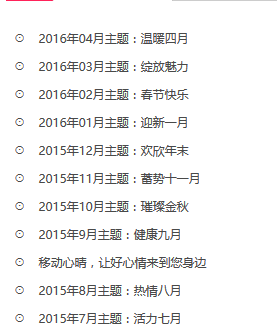 2016年04月主题：温暖四月
2016年03月主题：绽放魅力
2016年02月主题：春节快乐
2016年01月主题：迎新一月
2015年12月主题：欢欣年末
2015年11月主题：蓄势十一月
2015年10月主题：璀璨金秋
2015年9月主题：健康九月
移动心晴，让好心情来到您身边
2015年8月主题：热情八月
2015年7月主题：活力七月